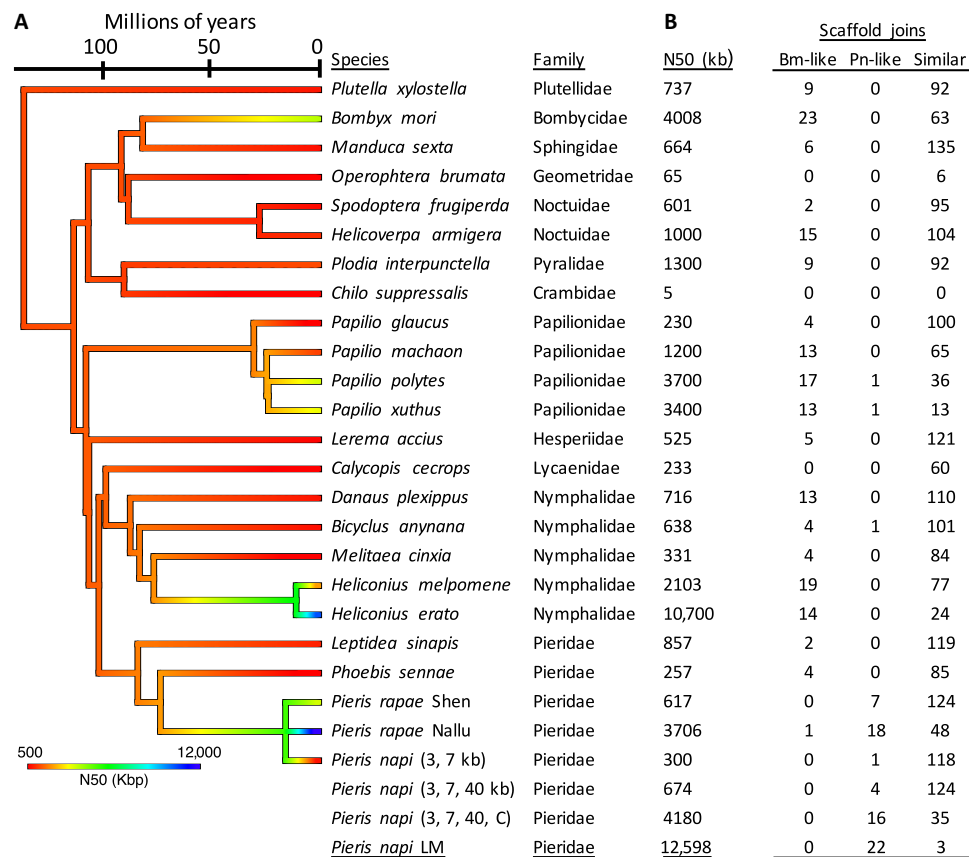 A Millions of years B
100 50 0 Scaffold joins
Species Family N50 (kb) Bm-like Pn-like Similar
Plutella xylostella Plutellidae 737 9 0 92
Bombyx mori Bombycidae 4008 23 0 63
Manduca sexta Sphingidae 664 6 0 135
Operophtera brumata Geometridae 65 0 0 6
Spodoptera frugiperda Noctuidae 601 2 0 95
Helicoverpa armigera Noctuidae 1000 15 0 104
Plodia interpunctella Pyralidae 1300 9 0 92
Chilo suppressalis Crambidae 5 0 0 0
Papilio glaucus Papilionidae 230 4 0 100
Papilio machaon Papilionidae 1200 13 0 65
Papilio polytes Papilionidae 3700 17 1 36
Papilio xuthus Papilionidae 3400 13 1 13
Lerema accius Hesperiidae 525 5 0 121
Calycopis cecrops Lycaenidae 233 0 0 60
Danaus plexippus Nymphalidae 716 13 0 110
Bicyclus anynana Nymphalidae 638 4 1 101
Melitaea cinxia Nymphalidae 331 4 0 84
Heliconius melpomene Nymphalidae 2103 19 0 77
Heliconius erato Nymphalidae 10,700 14 0 24
Leptidea sinapis Pieridae 857 2 0 119
Phoebis sennae Pieridae 257 4 0 85
Pieris rapae Shen Pieridae 617 0 7 124
Pieris rapae Nallu Pieridae 3706 1 18 48
500 12,000
Pieris napi (3, 7 kb) Pieridae 300 0 1 118
N50 (Kbp)
Pieris napi (3, 7, 40 kb) Pieridae 674 0 4 124
Pieris napi (3, 7, 40, C) Pieridae 4180 0 16 35
Pieris napi LM Pieridae 12,598 0 22 3